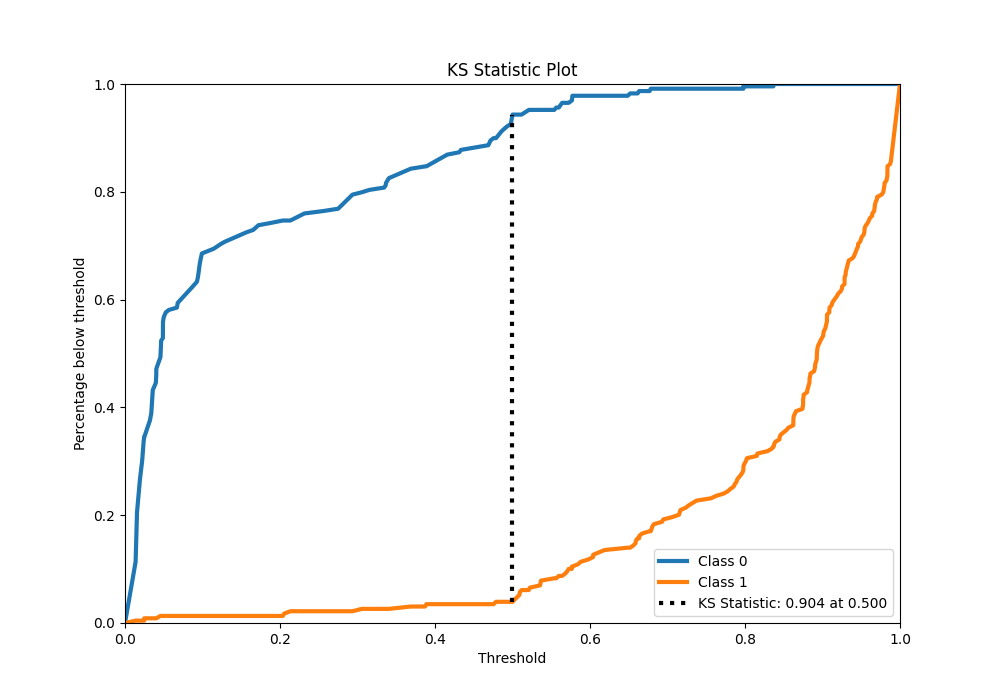 KS Statistic Plot
Percentage below threshold
1.0
0.8
0.6
0.4
0.2
0.0
0.0 0.2 0.4 0.6 0.8 1.0
Threshold
Class 0
Class 1
KS Statistic: 0.904 at 0.500